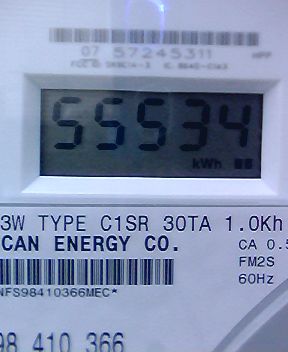 07 57245311
55534
kWh
3W TYPE C1SR 30TA 1.0Kh
CAN ENERGY CO.
CA 0.5
FM2S
60Hz
NFS98410366MEC*
98 410 366